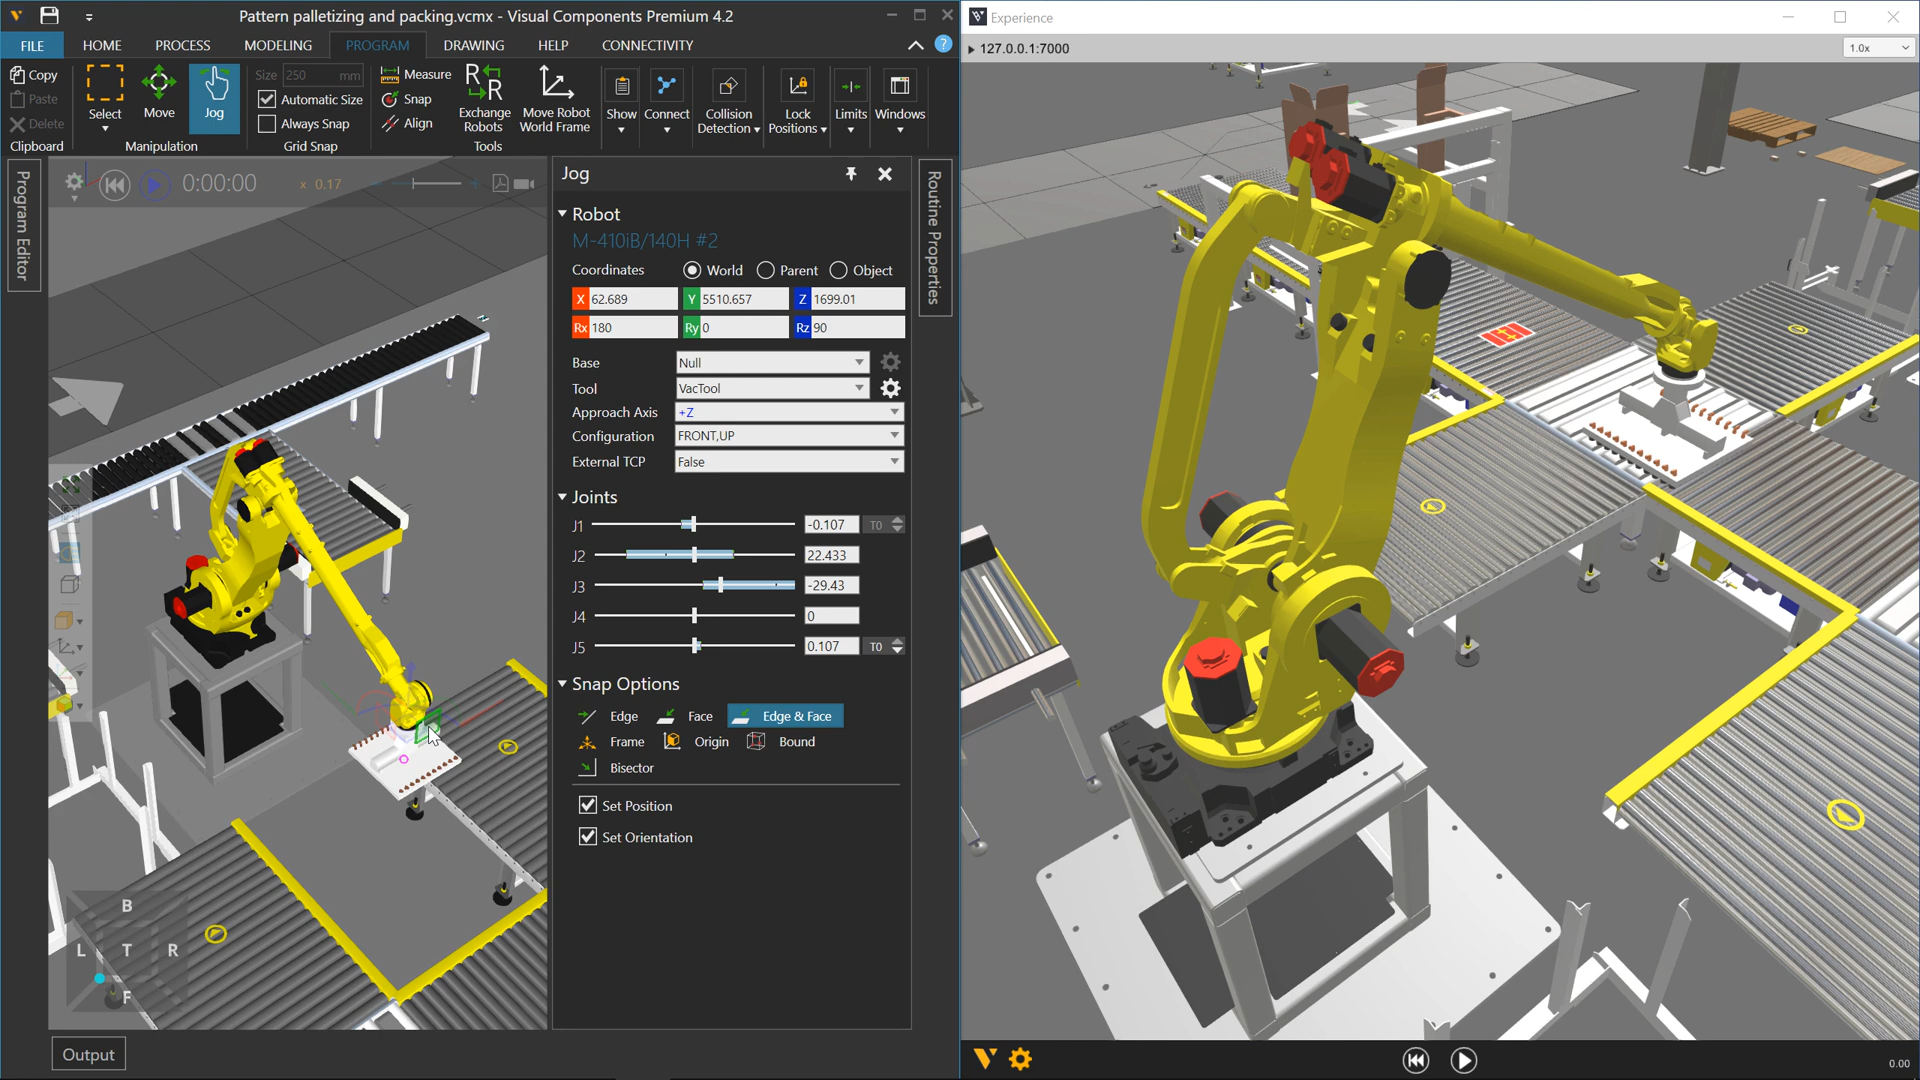 Pattern palletizing and packing.vcmx - Visual Components Premium 4.2
FILE HOME PROCESS MODELING PROGRAM DRAWING HELP CONNECTIVITY
Copy
Paste
Delete
Clipboard
Select
Move
Jog
Manipulation
Size 250 mm
Automatic Size
Always Snap
Grid Snap
Measure
Snap
Align
Exchange Robots
Move Robot World Frame
Tools
Show
Connect
Collision Detection
Lock Positions
Limits
Windows
Program Editor
0:00:00
x 0.17
Jog
Robot
M-410iB/140H #2
Coordinates World Parent Object
X 62.689 Y 5510.657 Z 1699.01
Rx 180 Ry 0 Rz 90
Base Null
Tool VacTool
Approach Axis +Z
Configuration FRONT,UP
External TCP False
Joints
J1 -0.107 T0
J2 22.433
J3 -29.43
J4 0
J5 0.107 T0
Snap Options
Edge Face Edge & Face
Frame Origin Bound
Bisector
Set Position
Set Orientation
Routine Properties
B
L T R
F
Output
Experience
127.0.0.1:7000
1.0x
0.00